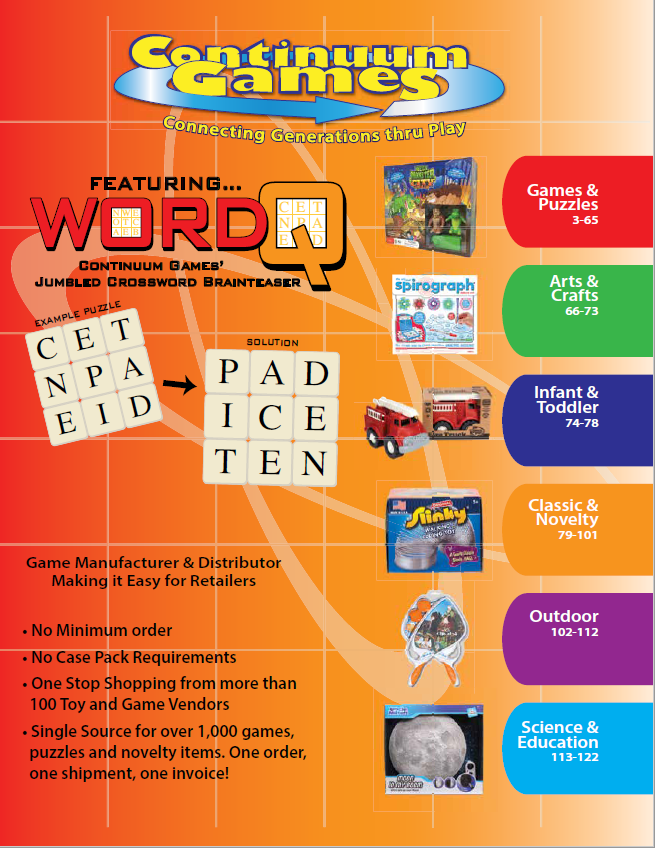 Continuum
Games
Connecting Generations thru Play
FEATURING...
WORD Q
CONTINUUM GAMES'
JUMBLED CROSSWORD BRAINTEASER
EXAMPLE PUZZLE
C E T
N P A
E I D
SOLUTION
P A D
I C E
T E N
Game Manufacturer & Distributor
Making it Easy for Retailers
• No Minimum order
• No Case Pack Requirements
• One Stop Shopping from more than
100 Toy and Game Vendors
• Single Source for over 1,000 games,
puzzles and novelty items. One order,
one shipment, one invoice!
spirograph
Slinky
Games &
Puzzles
3-65
Arts &
Crafts
66-73
Infant &
Toddler
74-78
Classic &
Novelty
79-101
Outdoor
102-112
Science &
Education
113-122